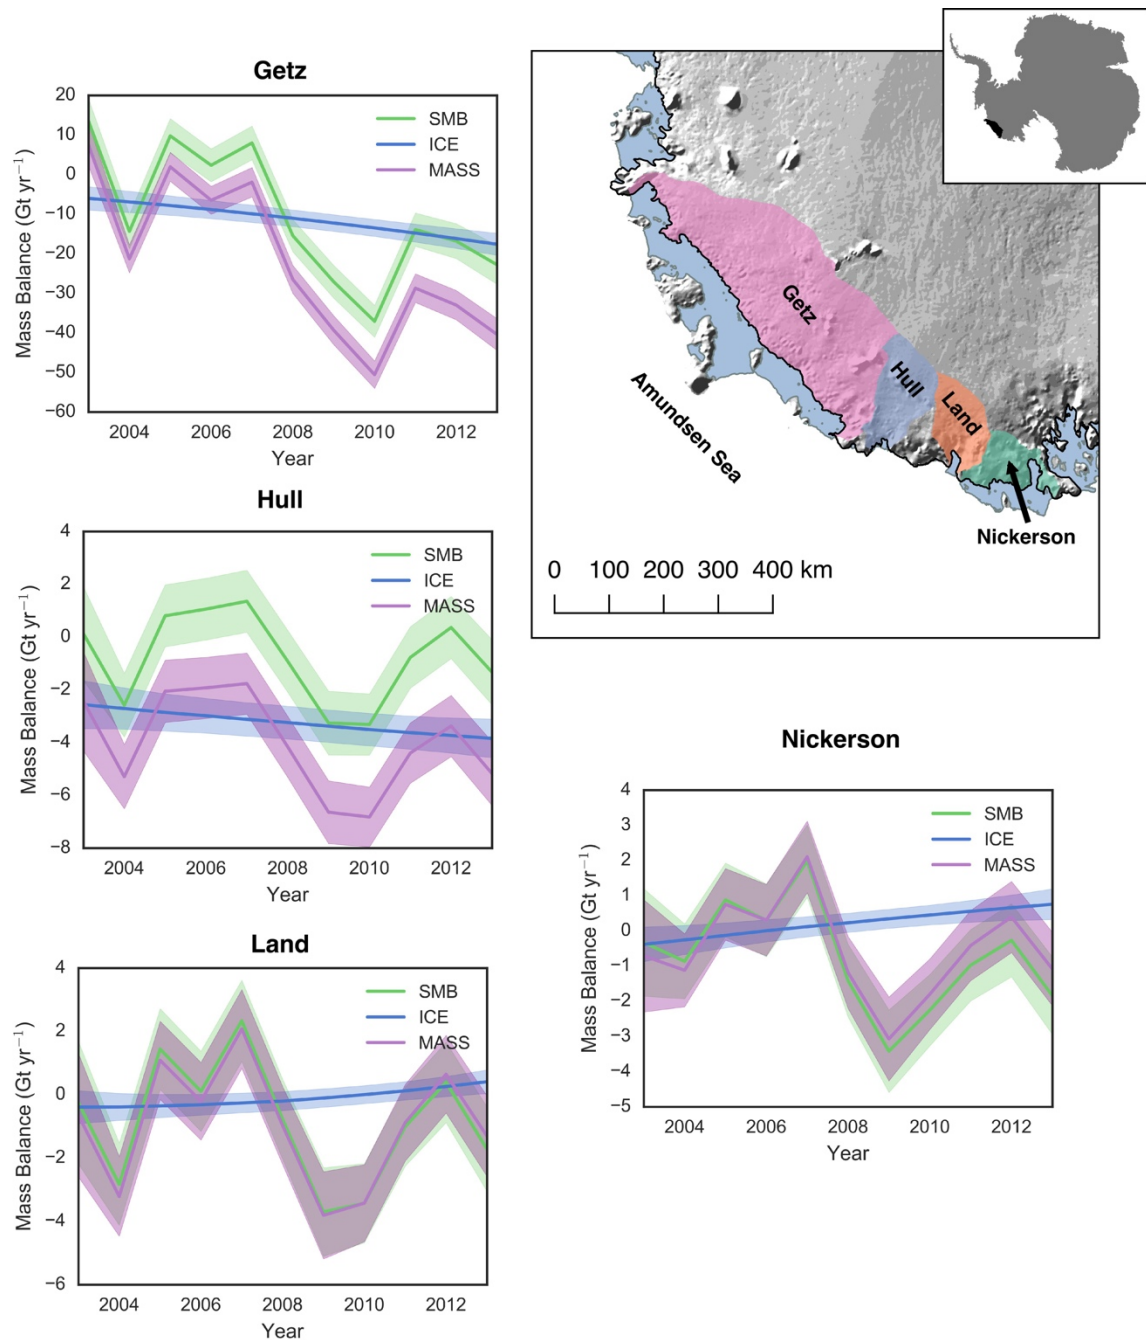 Getz
20
10
0
−10
−20
−30
−40
−50
−60
Mass Balance (Gt yr⁻¹)
SMB
ICE
MASS
2004 2006 2008 2010 2012
Year
Getz
Hull
Land
Nickerson
Amundsen Sea
0 100 200 300 400 km
Hull
4
2
0
−2
−4
−6
−8
Mass Balance (Gt yr⁻¹)
SMB
ICE
MASS
2004 2006 2008 2010 2012
Year
Nickerson
4
3
2
1
0
−1
−2
−3
−4
−5
Mass Balance (Gt yr⁻¹)
SMB
ICE
MASS
2004 2006 2008 2010 2012
Year
Land
4
2
0
−2
−4
−6
Mass Balance (Gt yr⁻¹)
SMB
ICE
MASS
2004 2006 2008 2010 2012
Year